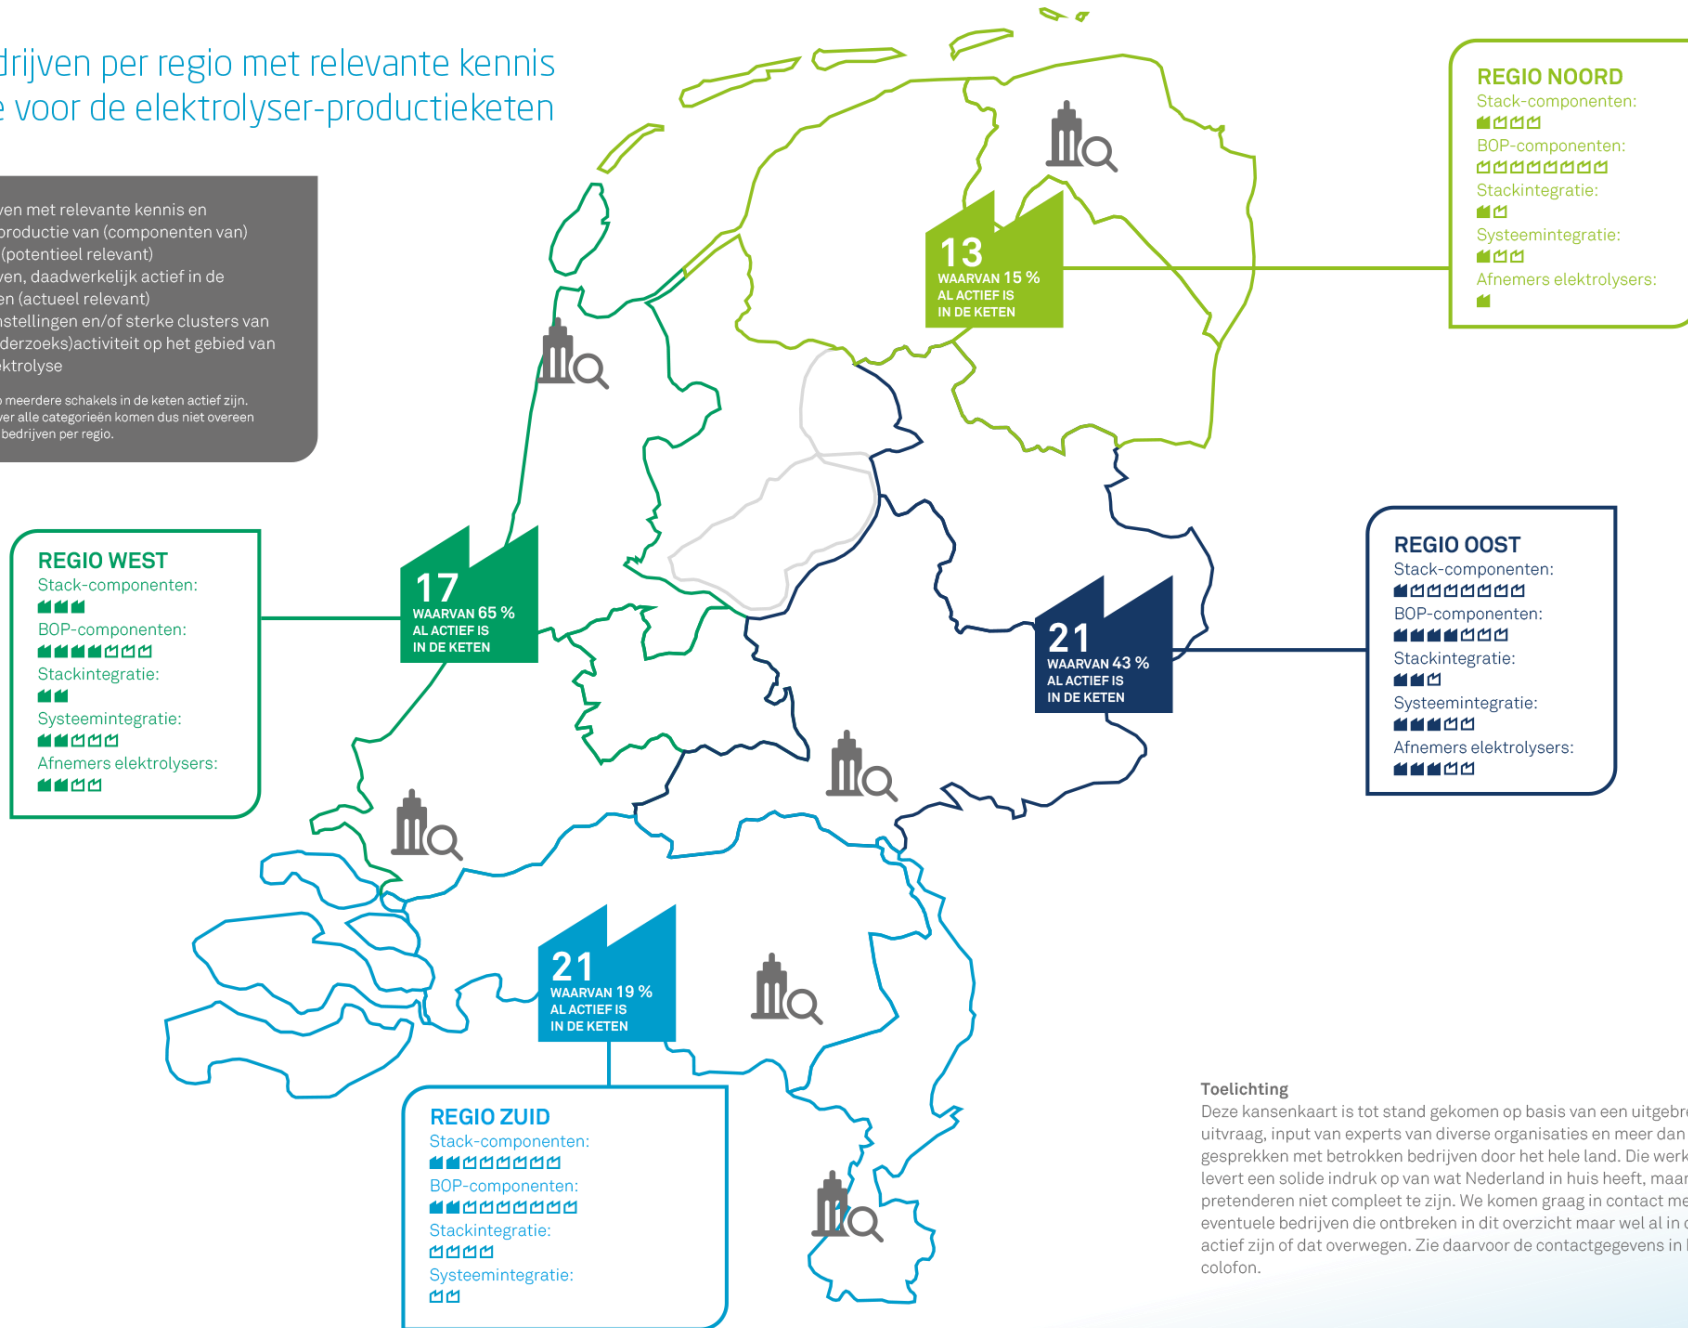 drijven per regio met relevante kennis
e voor de elektrolyser-productieketen
ven met relevante kennis en
productie van (componenten van)
(potentieel relevant)
ven, daadwerkelijk actief in de
en (actueel relevant)
nstellingen en/of sterke clusters van
derzoeks)activiteit op het gebied van
ektrolyse
o meerdere schakels in de keten actief zijn.
ver alle categorieën komen dus niet overeen
bedrijven per regio.
REGIO NOORD
Stack-componenten:
BOP-componenten:
Stackintegratie:
Systeemintegratie:
Afnemers elektrolysers:
13
WAARVAN 15 %
AL ACTIEF IS
IN DE KETEN
REGIO WEST
Stack-componenten:
BOP-componenten:
Stackintegratie:
Systeemintegratie:
Afnemers elektrolysers:
17
WAARVAN 65 %
AL ACTIEF IS
IN DE KETEN
REGIO OOST
Stack-componenten:
BOP-componenten:
Stackintegratie:
Systeemintegratie:
Afnemers elektrolysers:
21
WAARVAN 43 %
AL ACTIEF IS
IN DE KETEN
21
WAARVAN 19 %
AL ACTIEF IS
IN DE KETEN
REGIO ZUID
Stack-componenten:
BOP-componenten:
Stackintegratie:
Systeemintegratie:
Toelichting
Deze kansenkaart is tot stand gekomen op basis van een uitgebre
uitvraag, input van experts van diverse organisaties en meer dan
gesprekken met betrokken bedrijven door het hele land. Die werk
levert een solide indruk op van wat Nederland in huis heeft, maar
pretenderen niet compleet te zijn. We komen graag in contact me
eventuele bedrijven die ontbreken in dit overzicht maar wel al in d
actief zijn of dat overwegen. Zie daarvoor de contactgegevens in h
colofon.